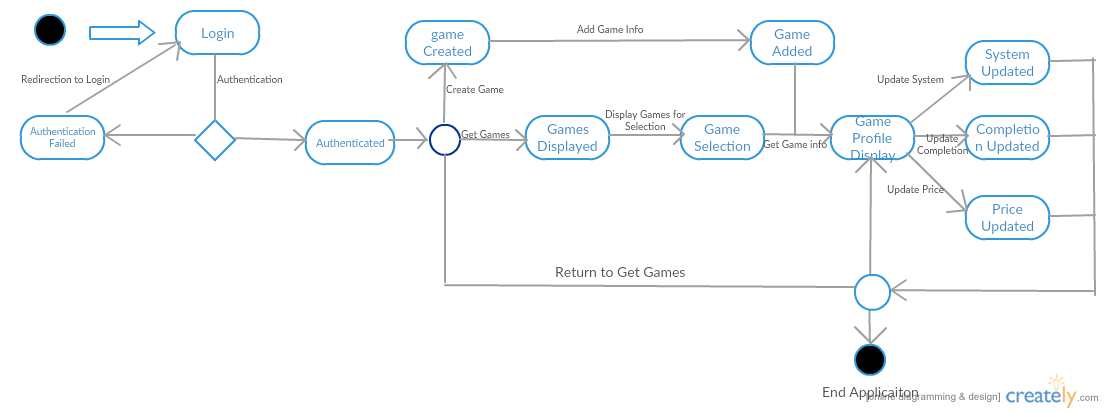 Login
Redirection to Login
Authentication
Authentication
Failed
Authenticated
game
Created
Add Game Info
Game
Added
Create Game
Get Games
Games
Displayed
Display Games for
Selection
Game
Selection
Get Game info
Game
Profile
Display
Update System
System
Updated
Update
Completion
Completio
n Updated
Update Price
Price
Updated
Return to Get Games
End Applicaiton
[online diagramming & design]
creately.com